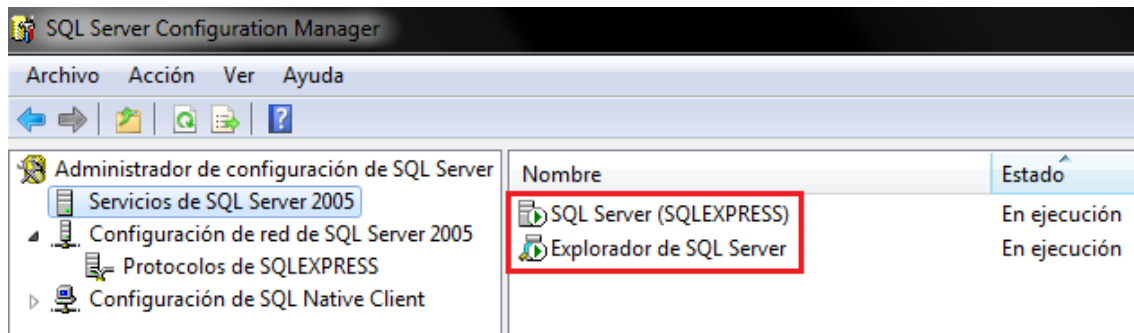 SQL Server Configuration Manager
Archivo Acción Ver Ayuda
Administrador de configuración de SQL Server
Servicios de SQL Server 2005
Configuración de red de SQL Server 2005
Protocolos de SQLEXPRESS
Configuración de SQL Native Client
Nombre Estado
SQL Server (SQLEXPRESS) En ejecución
Explorador de SQL Server En ejecución